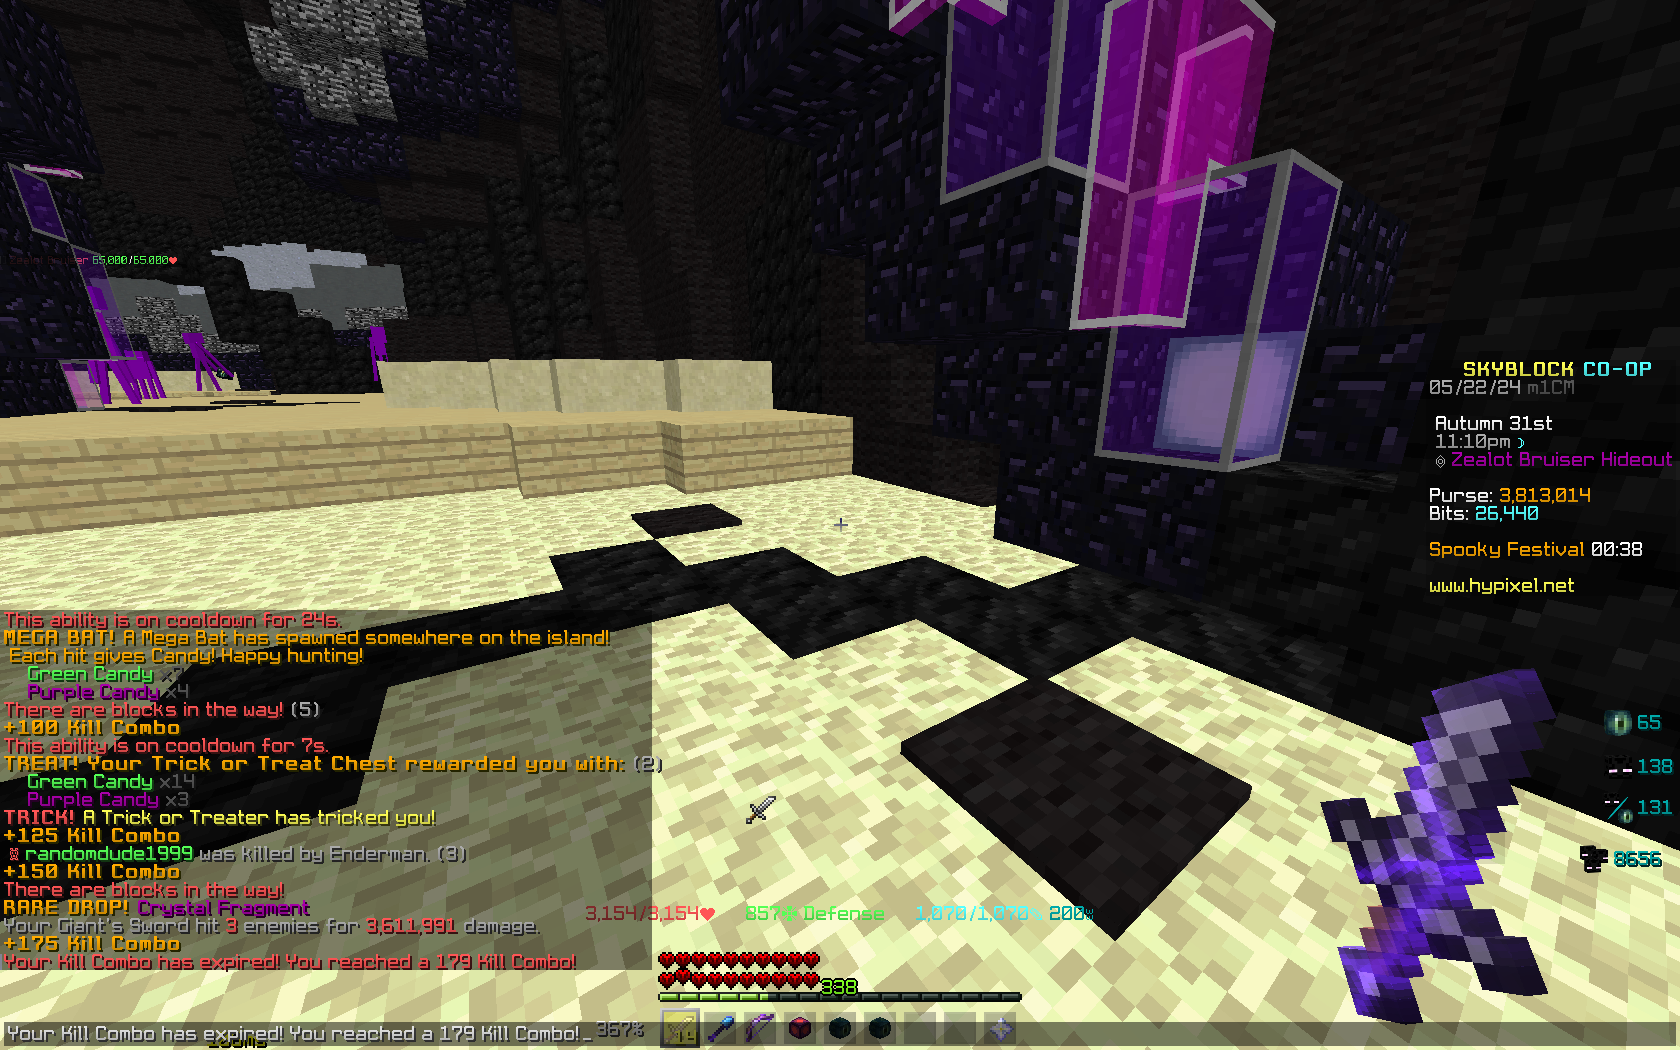 Zealot Bruiser 65,000/65,000❤
SKYBLOCK CO-OP
05/22/24 m1CM
Autumn 31st
11:10pm ☽
Zealot Bruiser Hideout
Purse: 3,813,014
Bits: 26,440
Spooky Festival 00:38
www.hypixel.net
This ability is on cooldown for 24s.
MEGA BAT! A Mega Bat has spawned somewhere on the island!
Each hit gives Candy! Happy hunting!
Green Candy
Purple Candy x4
There are blocks in the way! (5)
+100 Kill Combo
This ability is on cooldown for 7s.
TREAT! Your Trick or Treat Chest rewarded you with: (2)
Green Candy x14
Purple Candy x3
TRICK! A Trick or Treater has tricked you!
+125 Kill Combo
randomdude1999 was killed by Enderman. (3)
+150 Kill Combo
There are blocks in the way!
RARE DROP! Crystal Fragment
Your Giant's Sword hit 3 enemies for 3,611,991 damage.
+175 Kill Combo
Your Kill Combo has expired! You reached a 179 Kill Combo!
65
138
131
8656
3,154/3,154❤ 857 Defense 1,070/1,070 200
338
Your Kill Combo has expired! You reached a 179 Kill Combo!_ 367%